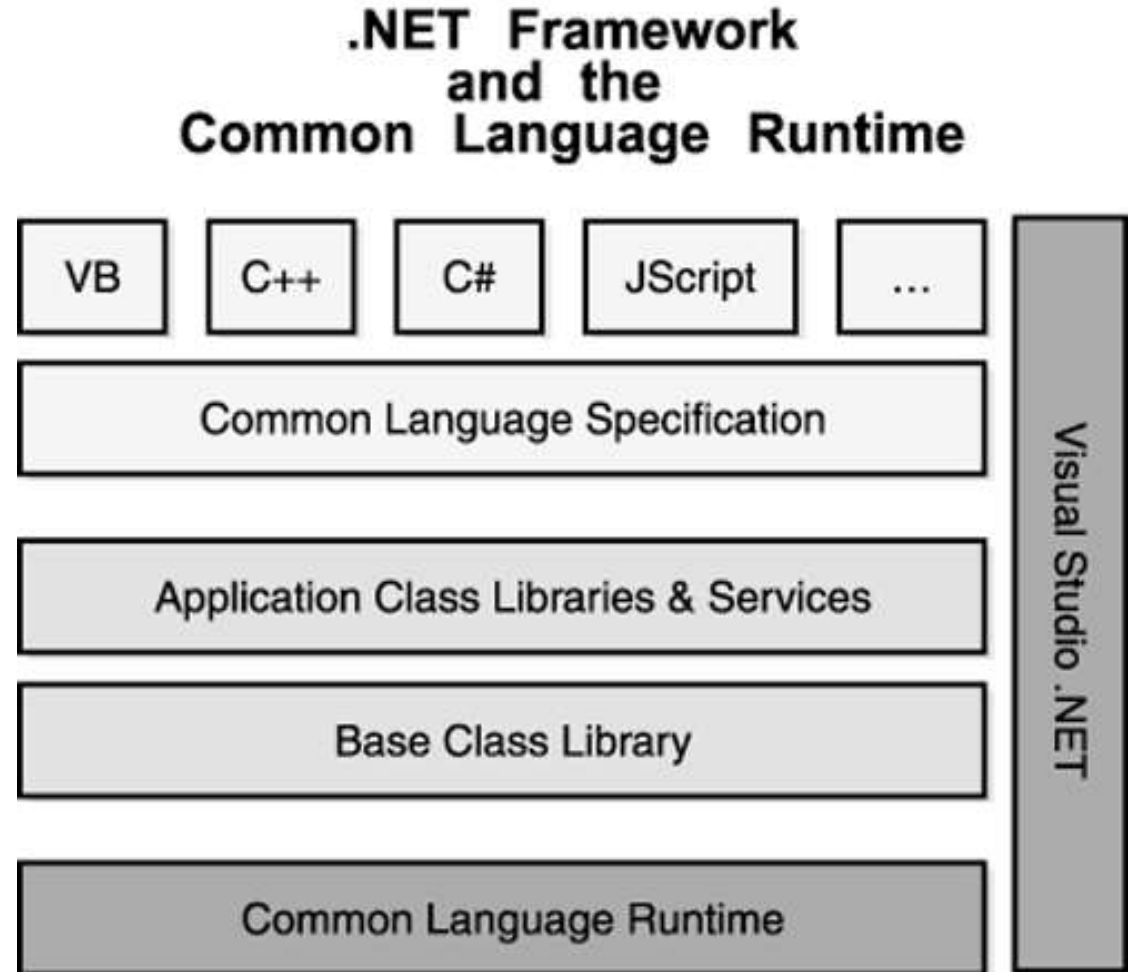 .NET Framework
and the
Common Language Runtime
VB
C++
C#
JScript
...
Common Language Specification
Application Class Libraries & Services
Base Class Library
Common Language Runtime
Visual Studio .NET